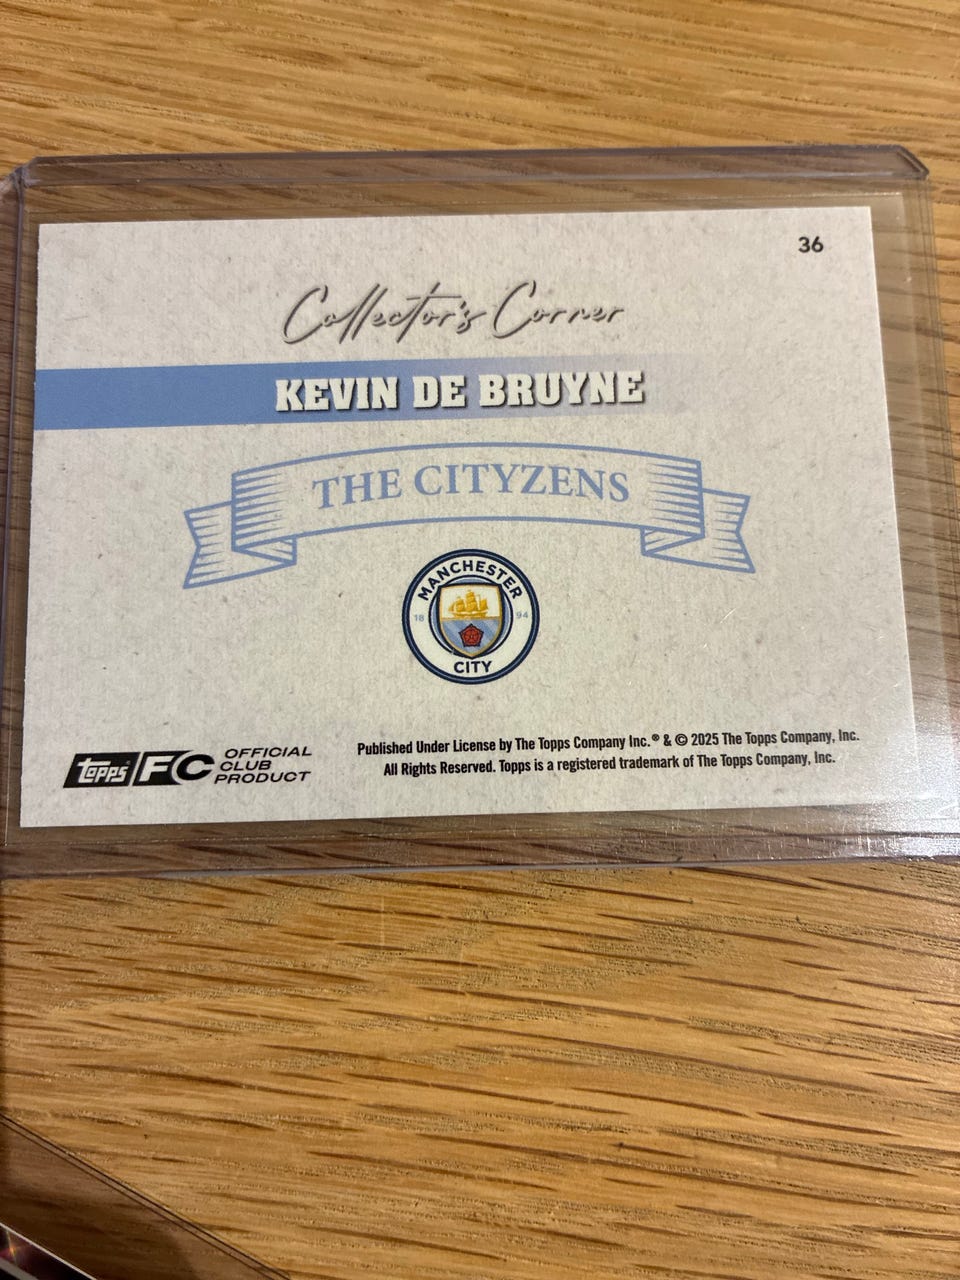 36
Collector's Corner
KEVIN DE BRUYNE
THE CITYZENS
MANCHESTER
18 94
CITY
Topps FC OFFICIAL
CLUB
PRODUCT
Published Under License by The Topps Company Inc.® & © 2025 The Topps Company, Inc.
All Rights Reserved. Topps is a registered trademark of The Topps Company, Inc.